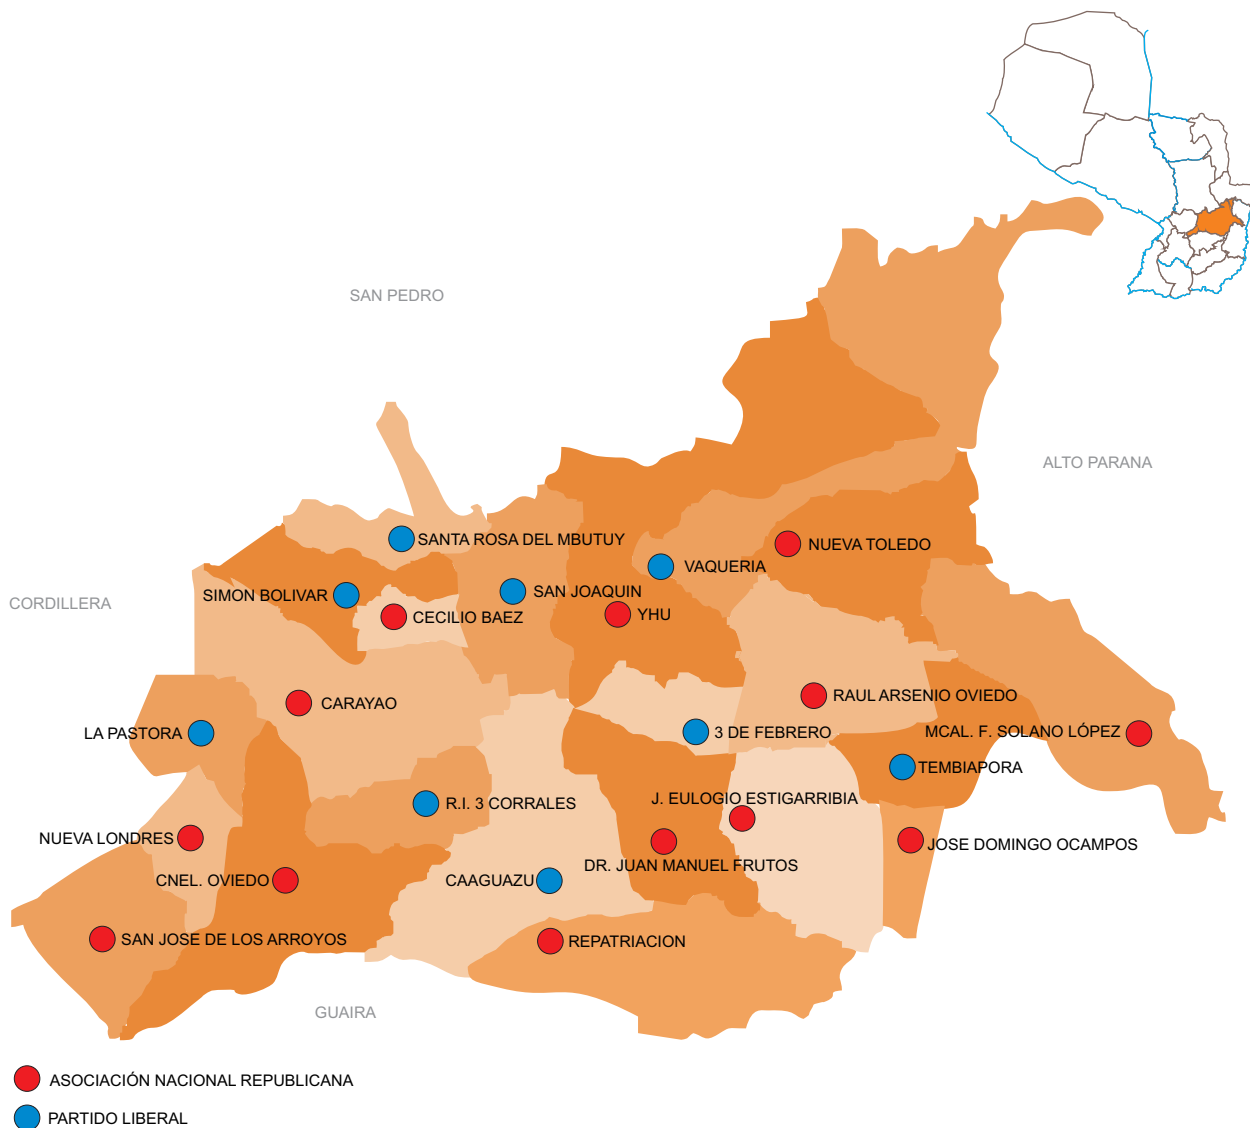 SAN PEDRO
ALTO PARANA
SANTA ROSA DEL MBUTUY
NUEVA TOLEDO
VAQUERIA
SAN JOAQUIN
SIMON BOLIVAR
CORDILLERA
CECILIO BAEZ
YHU
RAUL ARSENIO OVIEDO
CARAYAO
LA PASTORA
3 DE FEBRERO
MCAL. F. SOLANO LÓPEZ
TEMBIAPORA
J. EULOGIO ESTIGARRIBIA
R.I. 3 CORRALES
NUEVA LONDRES
JOSE DOMINGO OCAMPOS
DR. JUAN MANUEL FRUTOS
CNEL. OVIEDO
CAAGUAZU
SAN JOSE DE LOS ARROYOS
REPATRIACION
GUAIRA
ASOCIACIÓN NACIONAL REPUBLICANA
PARTIDO LIBERAL